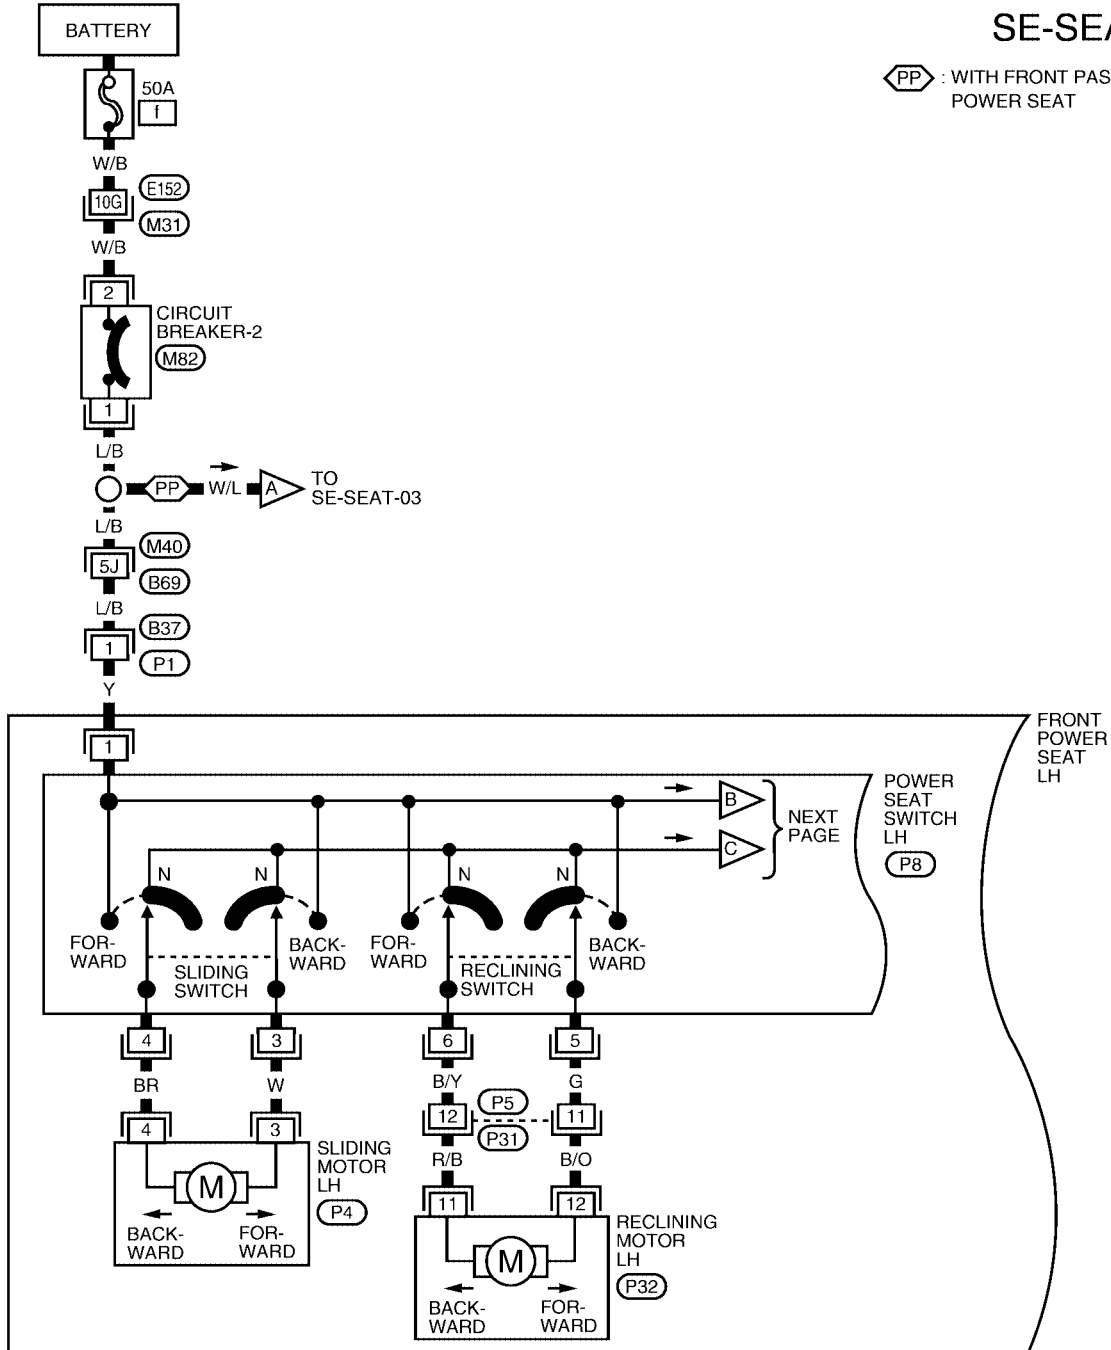 BATTERY
SE-SEA
PP : WITH FRONT PAS
POWER SEAT
50A
f
W/B
10G
E152
M31
W/B
2
CIRCUIT
BREAKER-2
M82
1
L/B
PP
W/L
A
TO
SE-SEAT-03
L/B
5J
M40
B69
L/B
1
B37
P1
Y
1
FRONT
POWER
SEAT
LH
B
C
NEXT
PAGE
POWER
SEAT
SWITCH
LH
P8
N
N
N
N
FOR-
WARD
SLIDING
SWITCH
BACK-
WARD
FOR-
WARD
RECLINING
SWITCH
BACK-
WARD
4
3
6
5
BR
W
B/Y
G
12
P5
P31
11
R/B
B/O
4
3
SLIDING
MOTOR
LH
P4
M
BACK-
WARD
FOR-
WARD
11
12
RECLINING
MOTOR
LH
P32
M
BACK-
WARD
FOR-
WARD